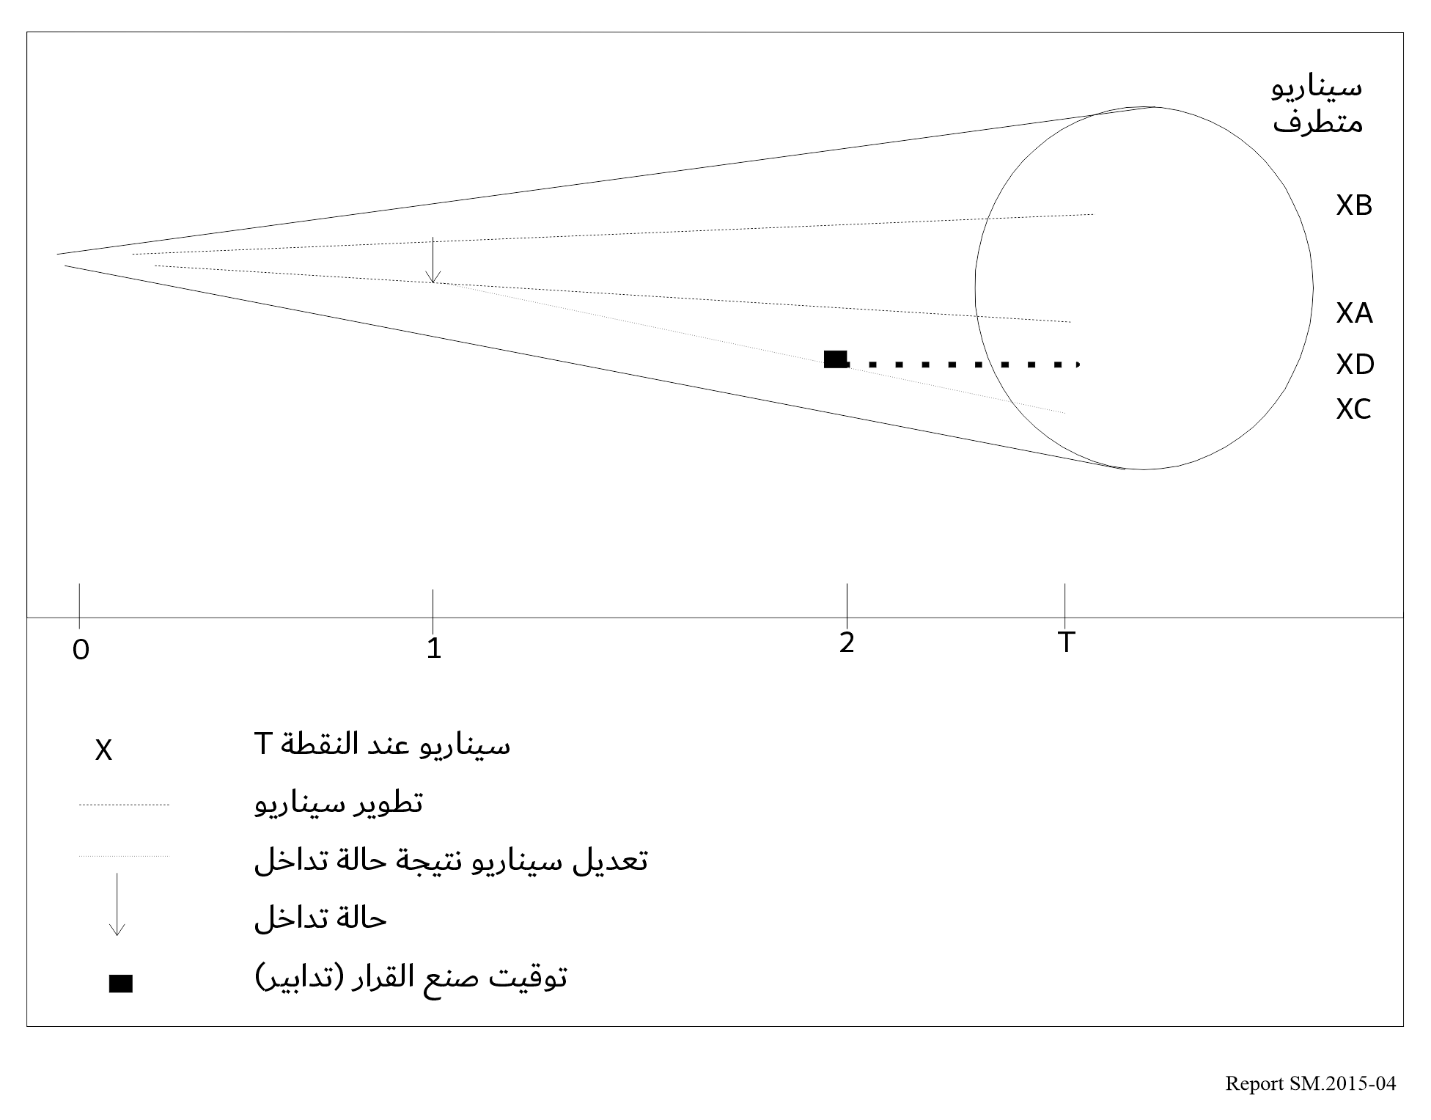 سيناريو
متطرف
XB
XA
XD
XC
0
1
2
T
X
سيناريو عند النقطة T
تطوير سيناريو
تعديل سيناريو نتيجة حالة تداخل
حالة تداخل
توقيت صنع القرار (تدابير)
Report SM.2015-04